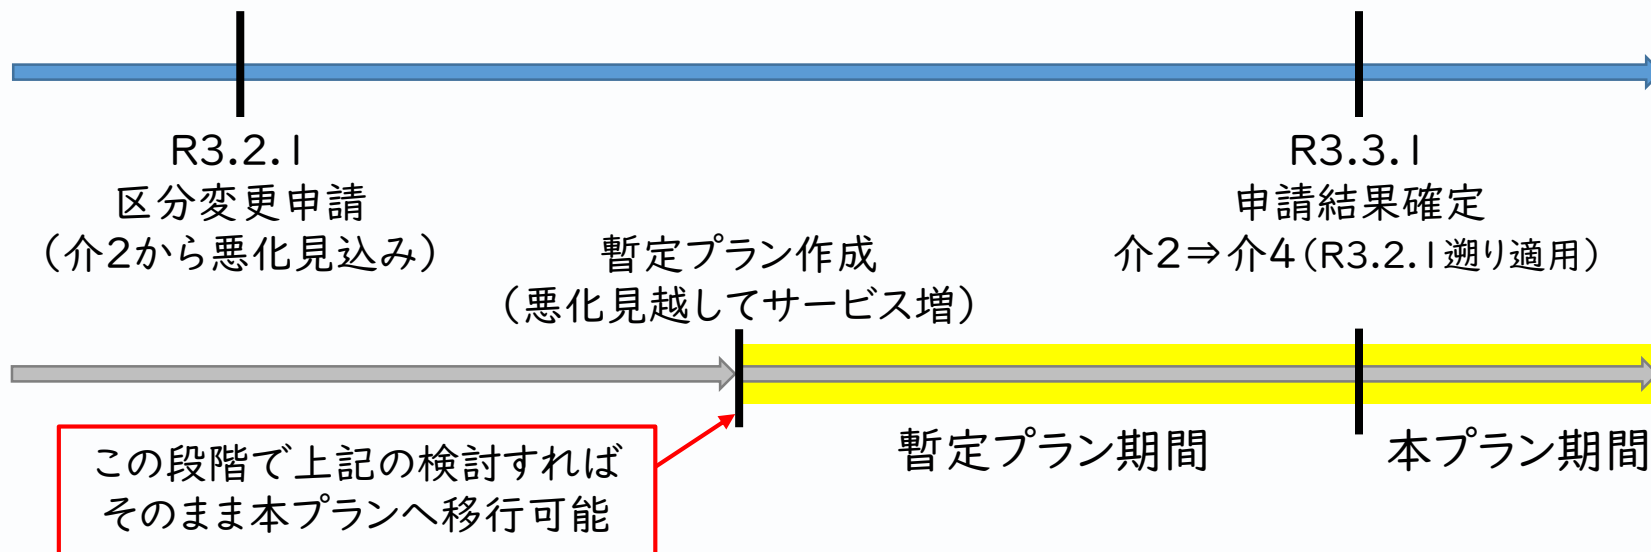 R3.2.1
区分変更申請
(介2から悪化見込み)
R3.3.1
申請結果確定
介2⇒介4(R3.2.1遡り適用)
暫定プラン作成
(悪化見越してサービス増)
この段階で上記の検討すれば
そのまま本プランへ移行可能
暫定プラン期間
本プラン期間